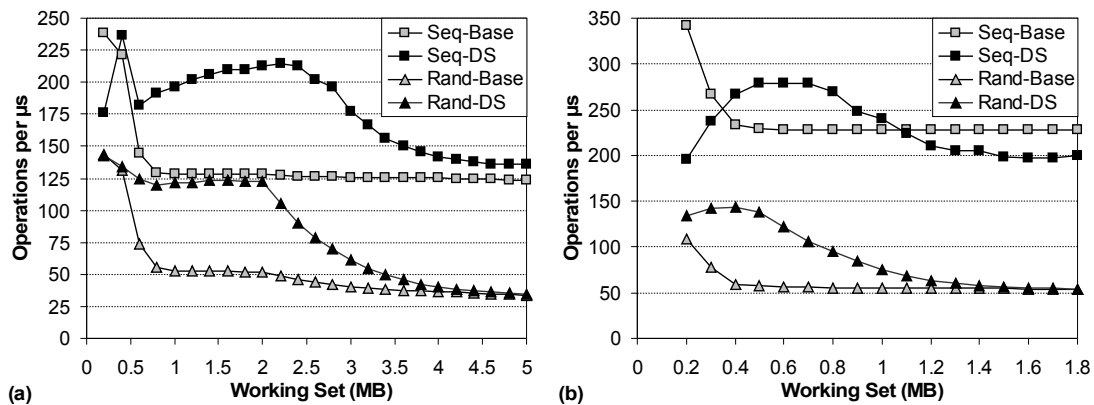 250
225
200
175
150
125
100
75
50
25
0
Operations per µs
Seq-Base
Seq-DS
Rand-Base
Rand-DS
0 0.5 1 1.5 2 2.5 3 3.5 4 4.5 5
Working Set (MB)
(a)
350
300
250
200
150
100
50
0
Operations per µs
Seq-Base
Seq-DS
Rand-Base
Rand-DS
0 0.2 0.4 0.6 0.8 1 1.2 1.4 1.6 1.8
Working Set (MB)
(b)